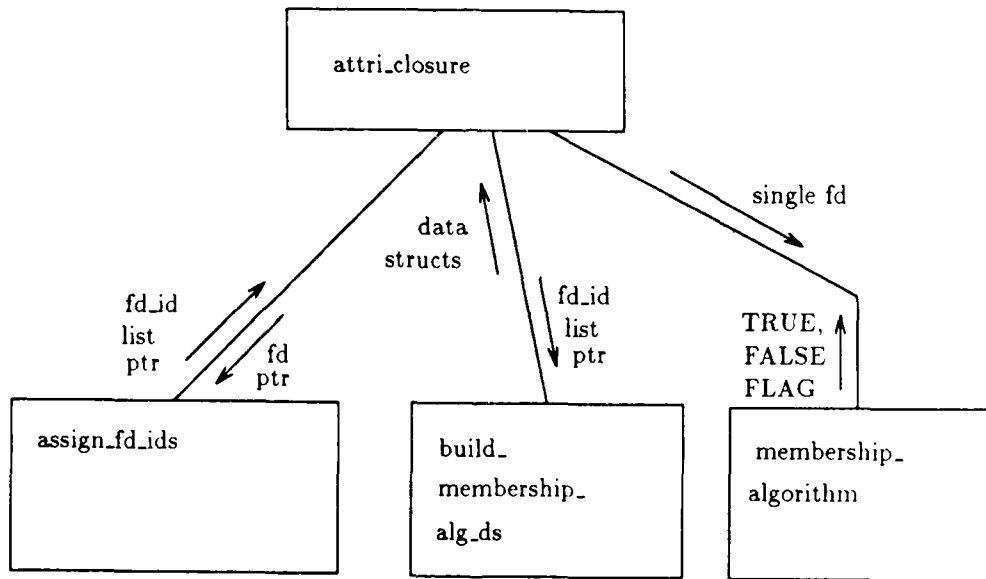 attri_closure
single fd
data
structs
fd_id
list
ptr
fd
ptr
fd_id
list
ptr
TRUE,
FALSE
FLAG
assign_fd_ids
build_
membership_
alg_ds
membership_
algorithm